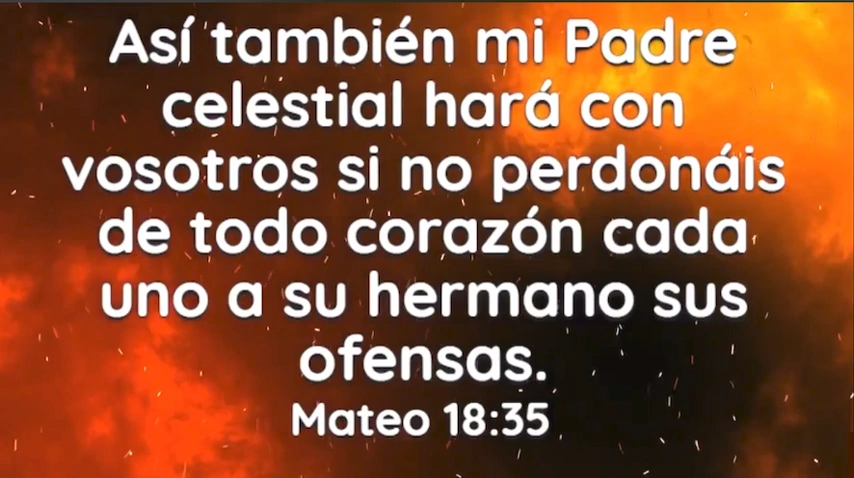 Así también mi Padre
celestial hará con
vosotros si no perdonáis
de todo corazón cada
uno a su hermano sus
ofensas.
Mateo 18:35